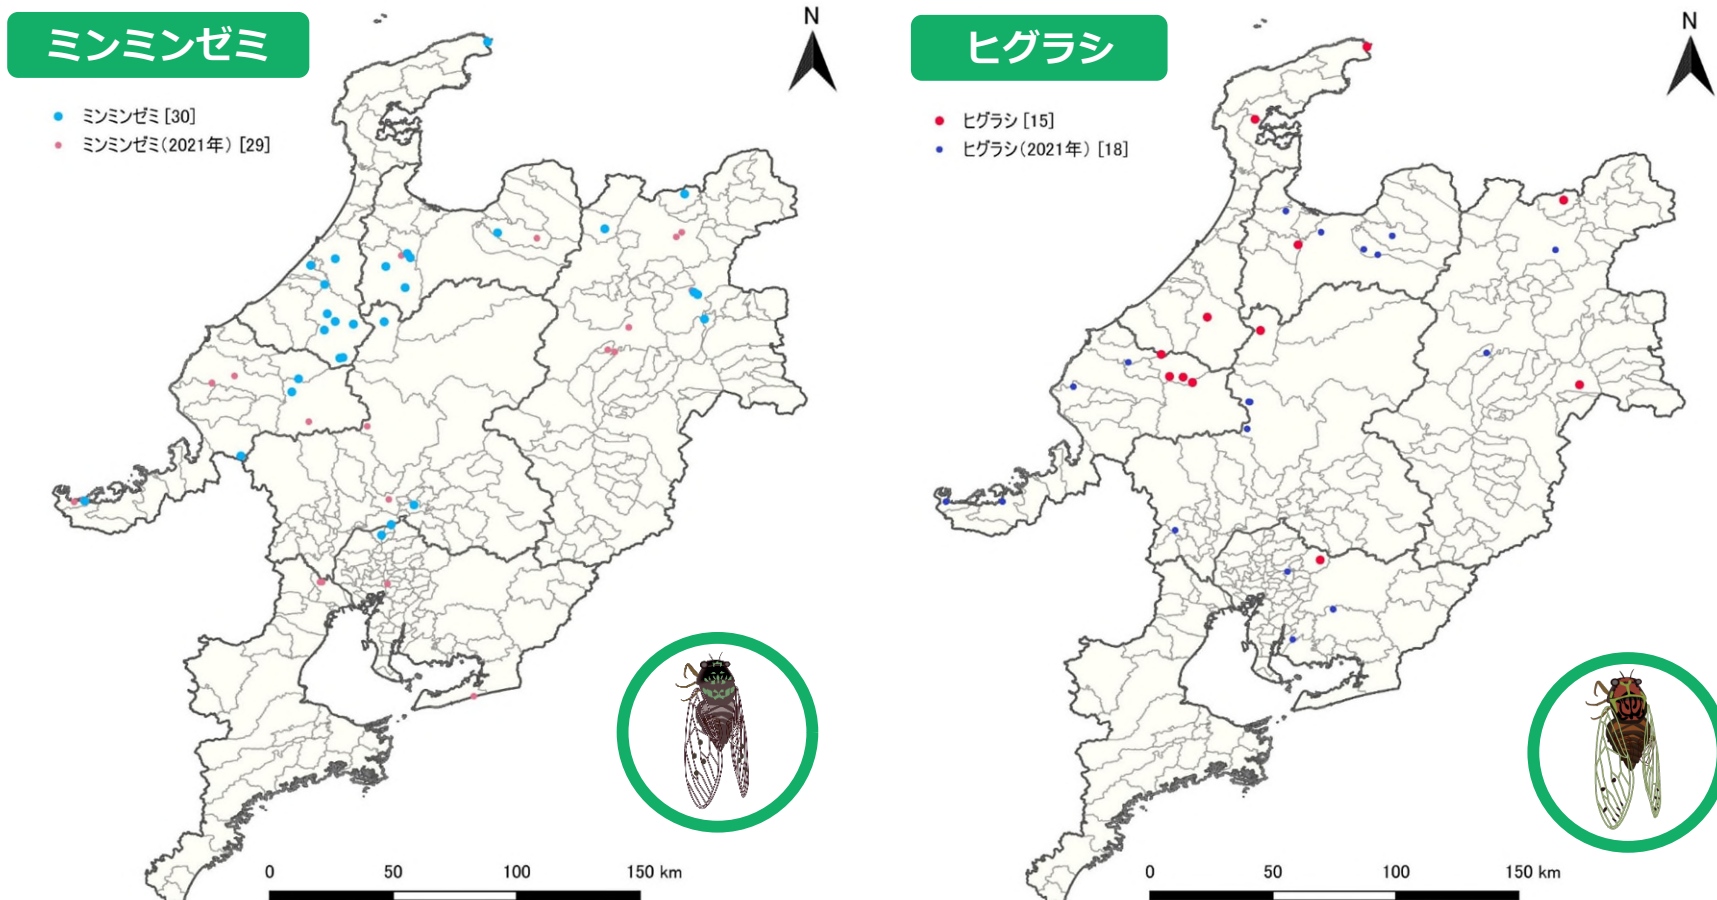 ミンミンゼミ
ミンミンゼミ [30]
ミンミンゼミ(2021年) [29]
N
0 50 100 150 km
ヒグラシ
ヒグラシ [15]
ヒグラシ(2021年) [18]
N
0 50 100 150 km